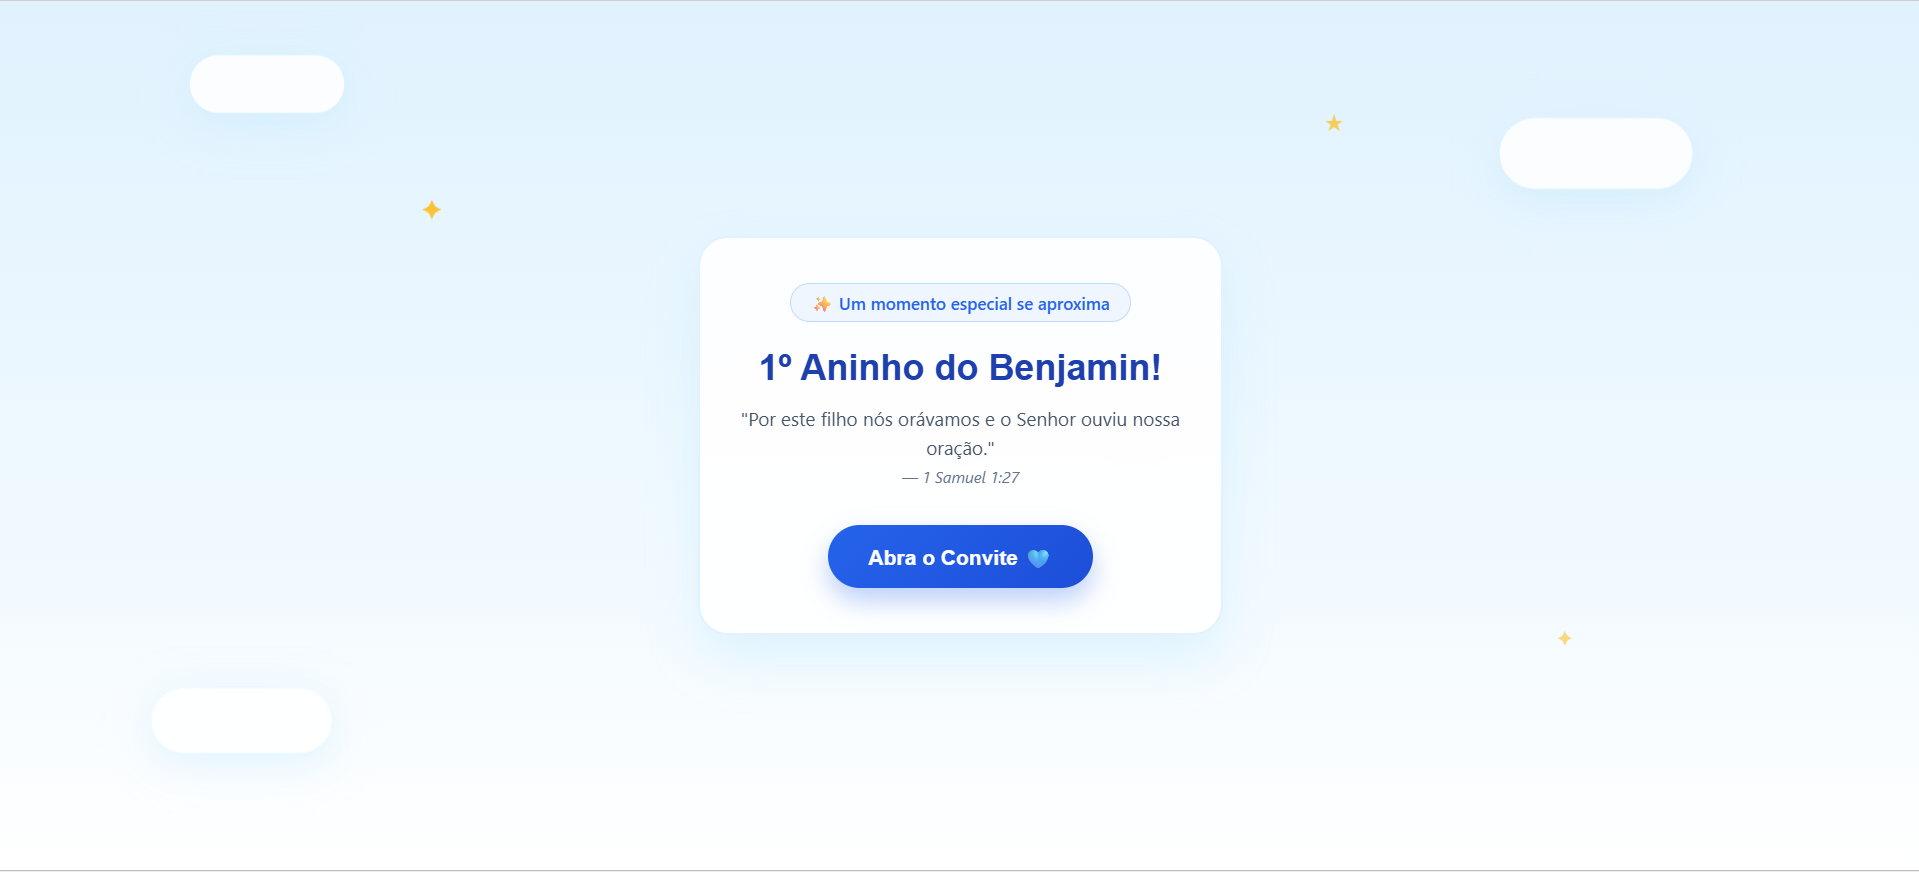 ✨ Um momento especial se aproxima
1º Aninho do Benjamin!
"Por este filho nós orávamos e o Senhor ouviu nossa
oração."
— 1 Samuel 1:27
Abra o Convite 🩵